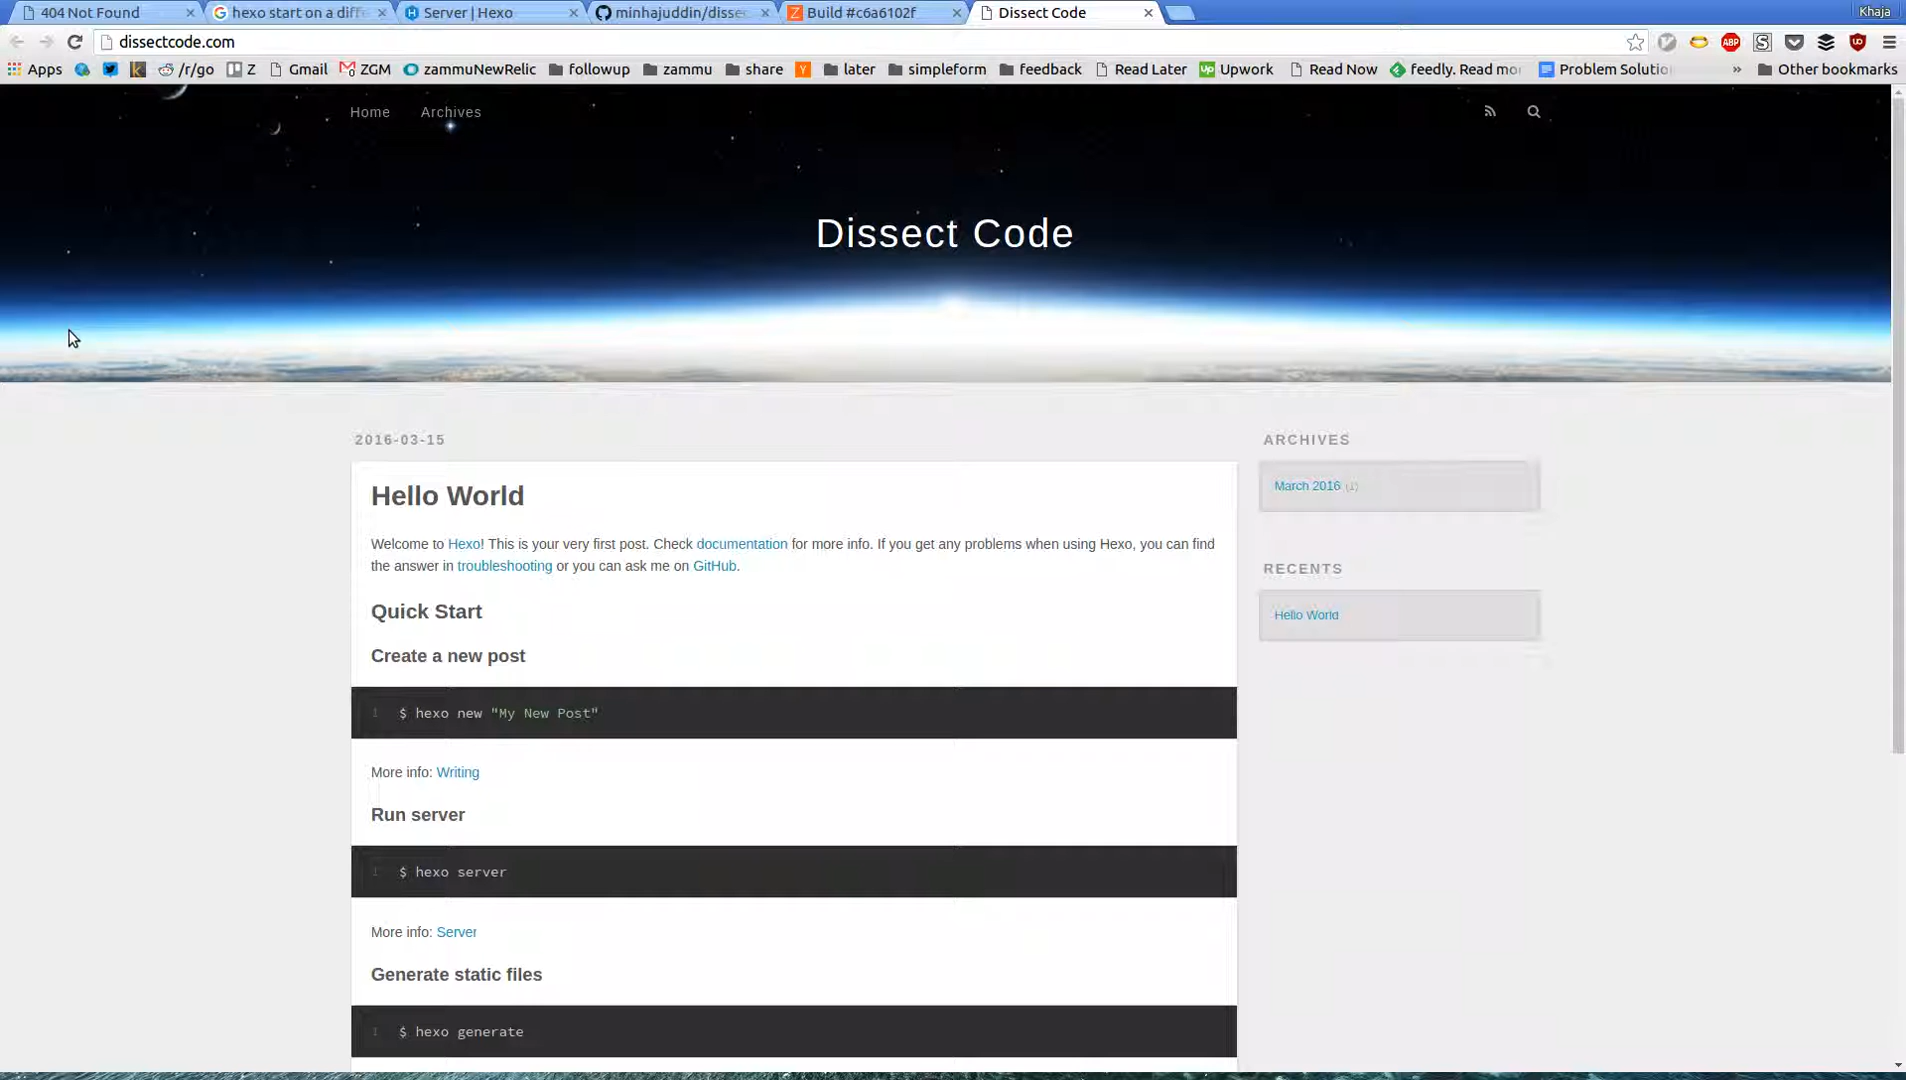 404 Not Found
hexo start on a diffe
Server | Hexo
minhajuddin/dissec
Build #c6a6102f
Dissect Code
Khaja
dissectcode.com
ABP
Apps
/r/go
Z
Gmail
ZGM
zammuNewRelic
followup
zammu
share
later
simpleform
feedback
Read Later
Up Upwork
Read Now
feedly. Read mor
Problem Solutio
»
Other bookmarks
Home
Archives
Dissect Code
2016-03-15
Hello World
Welcome to Hexo! This is your very first post. Check documentation for more info. If you get any problems when using Hexo, you can find
the answer in troubleshooting or you can ask me on GitHub.
Quick Start
Create a new post
1 $ hexo new "My New Post"
More info: Writing
Run server
1 $ hexo server
More info: Server
Generate static files
1 $ hexo generate
ARCHIVES
March 2016 (1)
RECENTS
Hello World